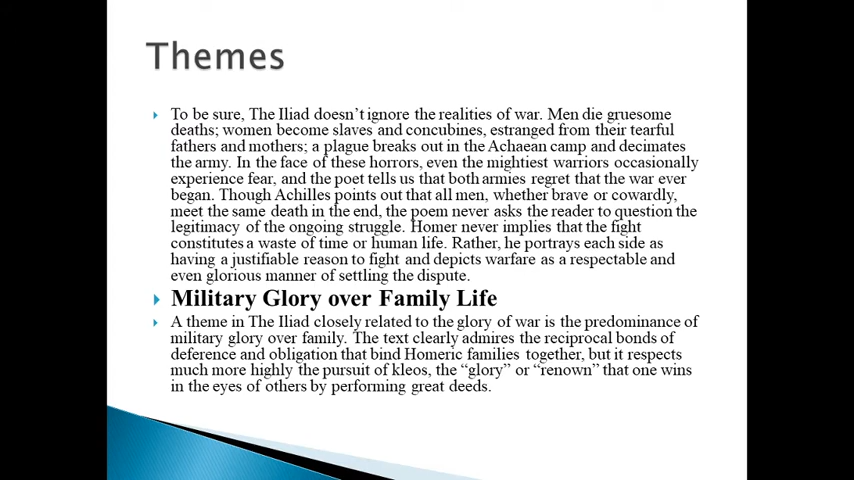 Themes
To be sure, The Iliad doesn't ignore the realities of war. Men die gruesome
deaths; women become slaves and concubines, estranged from their tearful
fathers and mothers; a plague breaks out in the Achaean camp and decimates
the army. In the face of these horrors, even the mightiest warriors occasionally
experience fear, and the poet tells us that both armies regret that the war ever
began. Though Achilles points out that all men, whether brave or cowardly,
meet the same death in the end, the poem never asks the reader to question the
legitimacy of the ongoing struggle. Homer never implies that the fight
constitutes a waste of time or human life. Rather, he portrays each side as
having a justifiable reason to fight and depicts warfare as a respectable and
even glorious manner of settling the dispute.
Military Glory over Family Life
A theme in The Iliad closely related to the glory of war is the predominance of
military glory over family. The text clearly admires the reciprocal bonds of
deference and obligation that bind Homeric families together, but it respects
much more highly the pursuit of kleos, the “glory” or “renown” that one wins
in the eyes of others by performing great deeds.